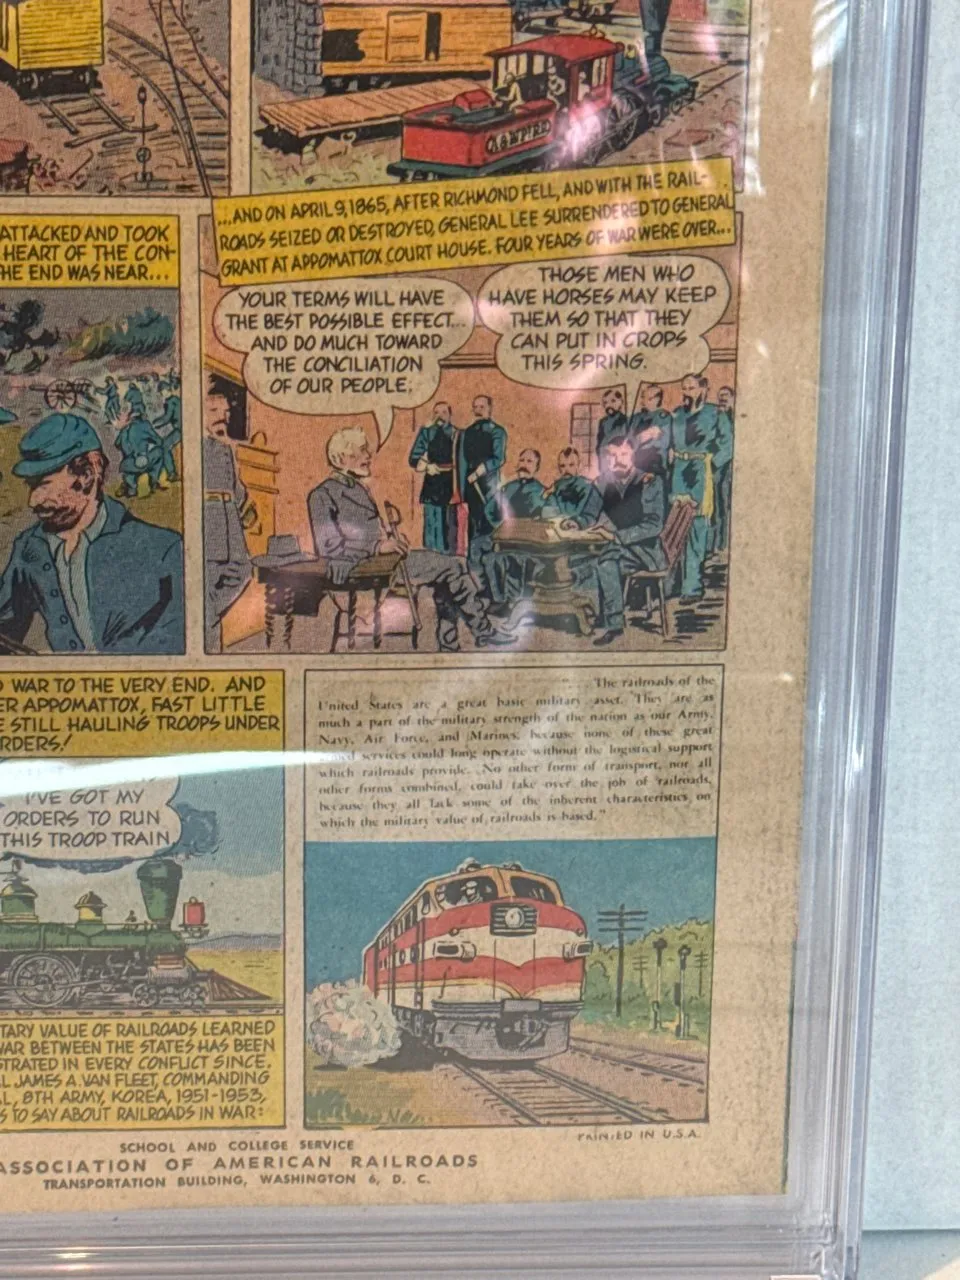 ...AND ON APRIL 9, 1865, AFTER RICHMOND FELL, AND WITH THE RAIL-
ROADS SEIZED OR DESTROYED, GENERAL LEE SURRENDERED TO GENERAL
GRANT AT APPOMATTOX COURT HOUSE. FOUR YEARS OF WAR WERE OVER...
ATTACKED AND TOOK
HEART OF THE CON-
HE END WAS NEAR...
YOUR TERMS WILL HAVE
THE BEST POSSIBLE EFFECT...
AND DO MUCH TOWARD
THE CONCILIATION
OF OUR PEOPLE.
THOSE MEN WHO
HAVE HORSES MAY KEEP
THEM SO THAT THEY
CAN PUT IN CROPS
THIS SPRING.
WAR TO THE VERY END. AND
ER APPOMATTOX, FAST LITTLE
E STILL HAULING TROOPS UNDER
RDERS!
I'VE GOT MY
ORDERS TO RUN
THIS TROOP TRAIN
TARY VALUE OF RAILROADS LEARNED
WAR BETWEEN THE STATES HAS BEEN
STRATED IN EVERY CONFLICT SINCE.
L JAMES A. VAN FLEET, COMMANDING
L, 8TH ARMY, KOREA, 1951-1953,
S TO SAY ABOUT RAILROADS IN WAR:
"The railroads of the
United States are a great basic military asset. They are as
much a part of the military strength of the nation as our Army,
Navy, Air Force, and Marines, because none of these great
services could long operate without the logistical support
which railroads provide. No other form of transport, nor all
other forms combined, could take over the job of railroads,
because they all lack some of the inherent characteristics on
which the military value of railroads is based."
PRINTED IN U.S.A.
SCHOOL AND COLLEGE SERVICE
ASSOCIATION OF AMERICAN RAILROADS
TRANSPORTATION BUILDING, WASHINGTON 6, D. C.